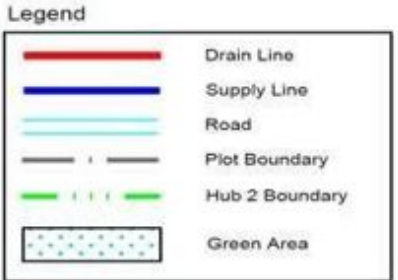 Legend
Drain Line
Supply Line
Road
Plot Boundary
Hub 2 Boundary
Green Area